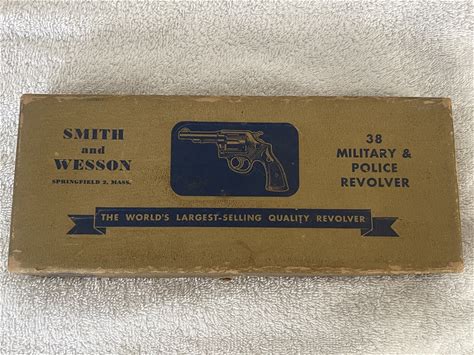 SMITH
and
WESSON
SPRINGFIELD 2, MASS.
38
MILITARY &
POLICE
REVOLVER
THE WORLD'S LARGEST-SELLING QUALITY REVOLVER